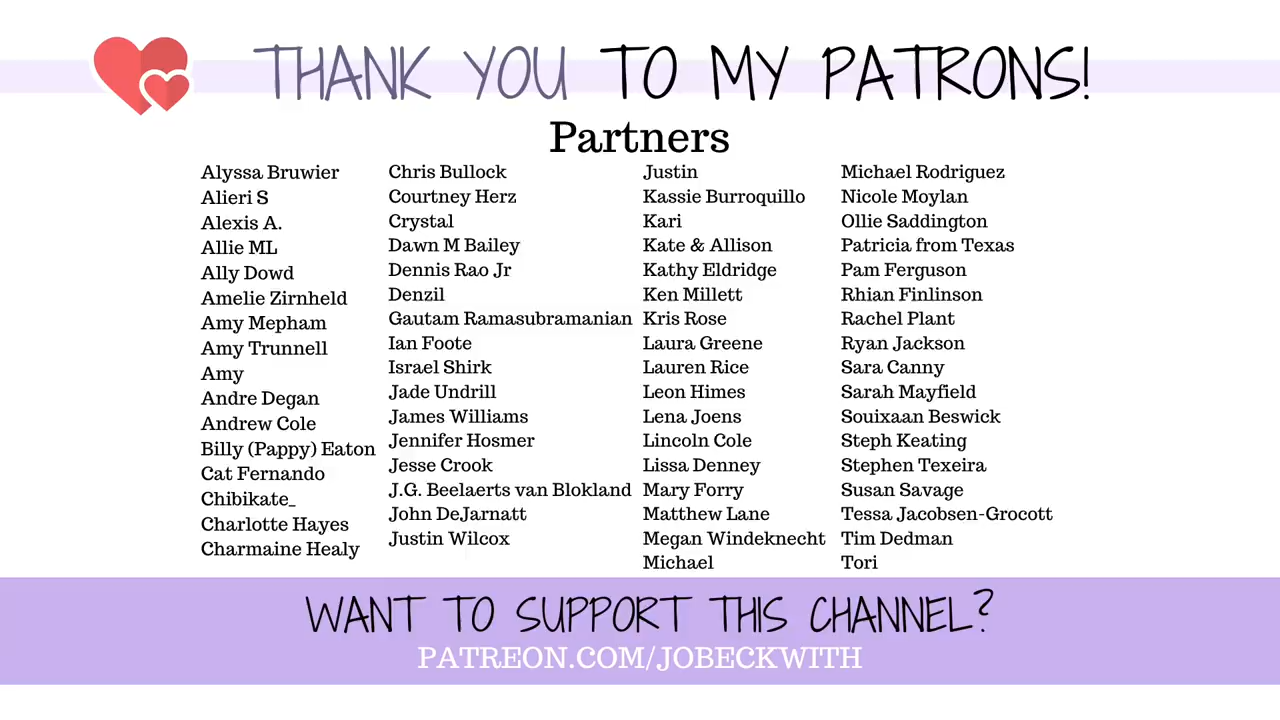 THANK YOU TO MY PATRONS!
Partners
Alyssa Bruwier
Alieri S
Alexis A.
Allie ML
Ally Dowd
Amelie Zirnheld
Amy Mepham
Amy Trunnell
Amy
Andre Degan
Andrew Cole
Billy (Pappy) Eaton
Cat Fernando
Chibikate_
Charlotte Hayes
Charmaine Healy
Chris Bullock
Courtney Herz
Crystal
Dawn M Bailey
Dennis Rao Jr
Denzil
Gautam Ramasubramanian
Ian Foote
Israel Shirk
Jade Undrill
James Williams
Jennifer Hosmer
Jesse Crook
J.G. Beelaerts van Blokland
John DeJarnatt
Justin Wilcox
Justin
Kassie Burroquillo
Kari
Kate & Allison
Kathy Eldridge
Ken Millett
Kris Rose
Laura Greene
Lauren Rice
Leon Himes
Lena Joens
Lincoln Cole
Lissa Denney
Mary Forry
Matthew Lane
Megan Windeknecht
Michael
Michael Rodriguez
Nicole Moylan
Ollie Saddington
Patricia from Texas
Pam Ferguson
Rhian Finlinson
Rachel Plant
Ryan Jackson
Sara Canny
Sarah Mayfield
Souixaan Beswick
Steph Keating
Stephen Texeira
Susan Savage
Tessa Jacobsen-Grocott
Tim Dedman
Tori
WANT TO SUPPORT THIS CHANNEL?
PATREON.COM/JOBECKWITH